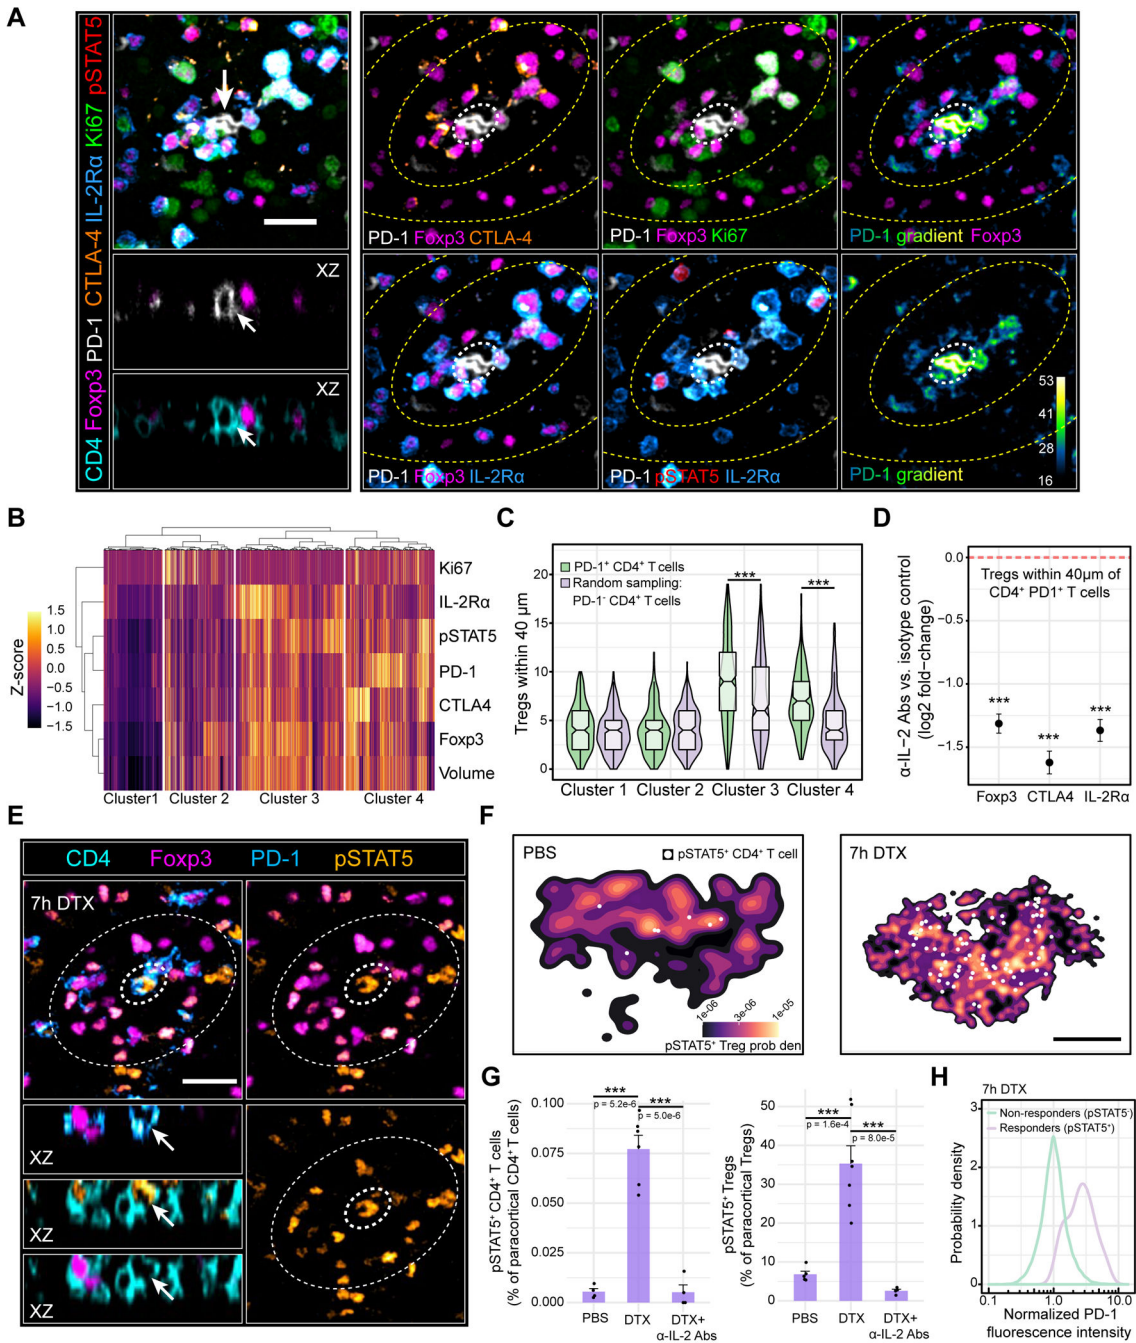 A
CD4 Foxp3 PD-1 CTLA-4 IL-2Rα Ki67 pSTAT5
XZ
XZ
PD-1 Foxp3 CTLA-4
PD-1 Foxp3 Ki67
PD-1 gradient Foxp3
PD-1 Foxp3 IL-2Rα
PD-1 pSTAT5 IL-2Rα
PD-1 gradient
53
41
28
16
B
Z-score
1.5
1.0
0.5
0.0
−0.5
−1.0
−1.5
Ki67
IL-2Rα
pSTAT5
PD-1
CTLA4
Foxp3
Volume
Cluster1 Cluster 2 Cluster 3 Cluster 4
C
Tregs within 40 μm
20
15
10
5
0
PD-1⁺ CD4⁺ T cells
Random sampling:
PD-1⁻ CD4⁺ T cells
*** ***
Cluster 1 Cluster 2 Cluster 3 Cluster 4
D
α-IL−2 Abs vs. isotype control
(log2 fold−change)
0.0
−0.5
−1.0
−1.5
Tregs within 40μm of
CD4⁺ PD1⁺ T cells
*** *** ***
Foxp3 CTLA4 IL-2Rα
E
CD4 Foxp3 PD-1 pSTAT5
7h DTX
XZ
XZ
XZ
F
PBS
pSTAT5⁺ CD4⁺ T cell
1e-06 3e-06 1e-05
pSTAT5⁺ Treg prob den
7h DTX
G
pSTAT5⁺ CD4⁺ T cells
(% of paracortical CD4⁺ T cells)
0.100
0.075
0.050
0.025
0.000
***
p = 5.2e-6
***
p = 5.0e-6
PBS DTX DTX+
α-IL-2 Abs
pSTAT5⁺ Tregs
(% of paracortical Tregs)
50
40
30
20
10
0
***
p = 1.6e-4
***
p = 8.0e-5
PBS DTX DTX+
α-IL-2 Abs
H
7h DTX
Non-responders (pSTAT5⁻)
Responders (pSTAT5⁺)
Probability density
3
2
1
0
0.1 1.0 10.0
Normalized PD-1
fluorescence intensity